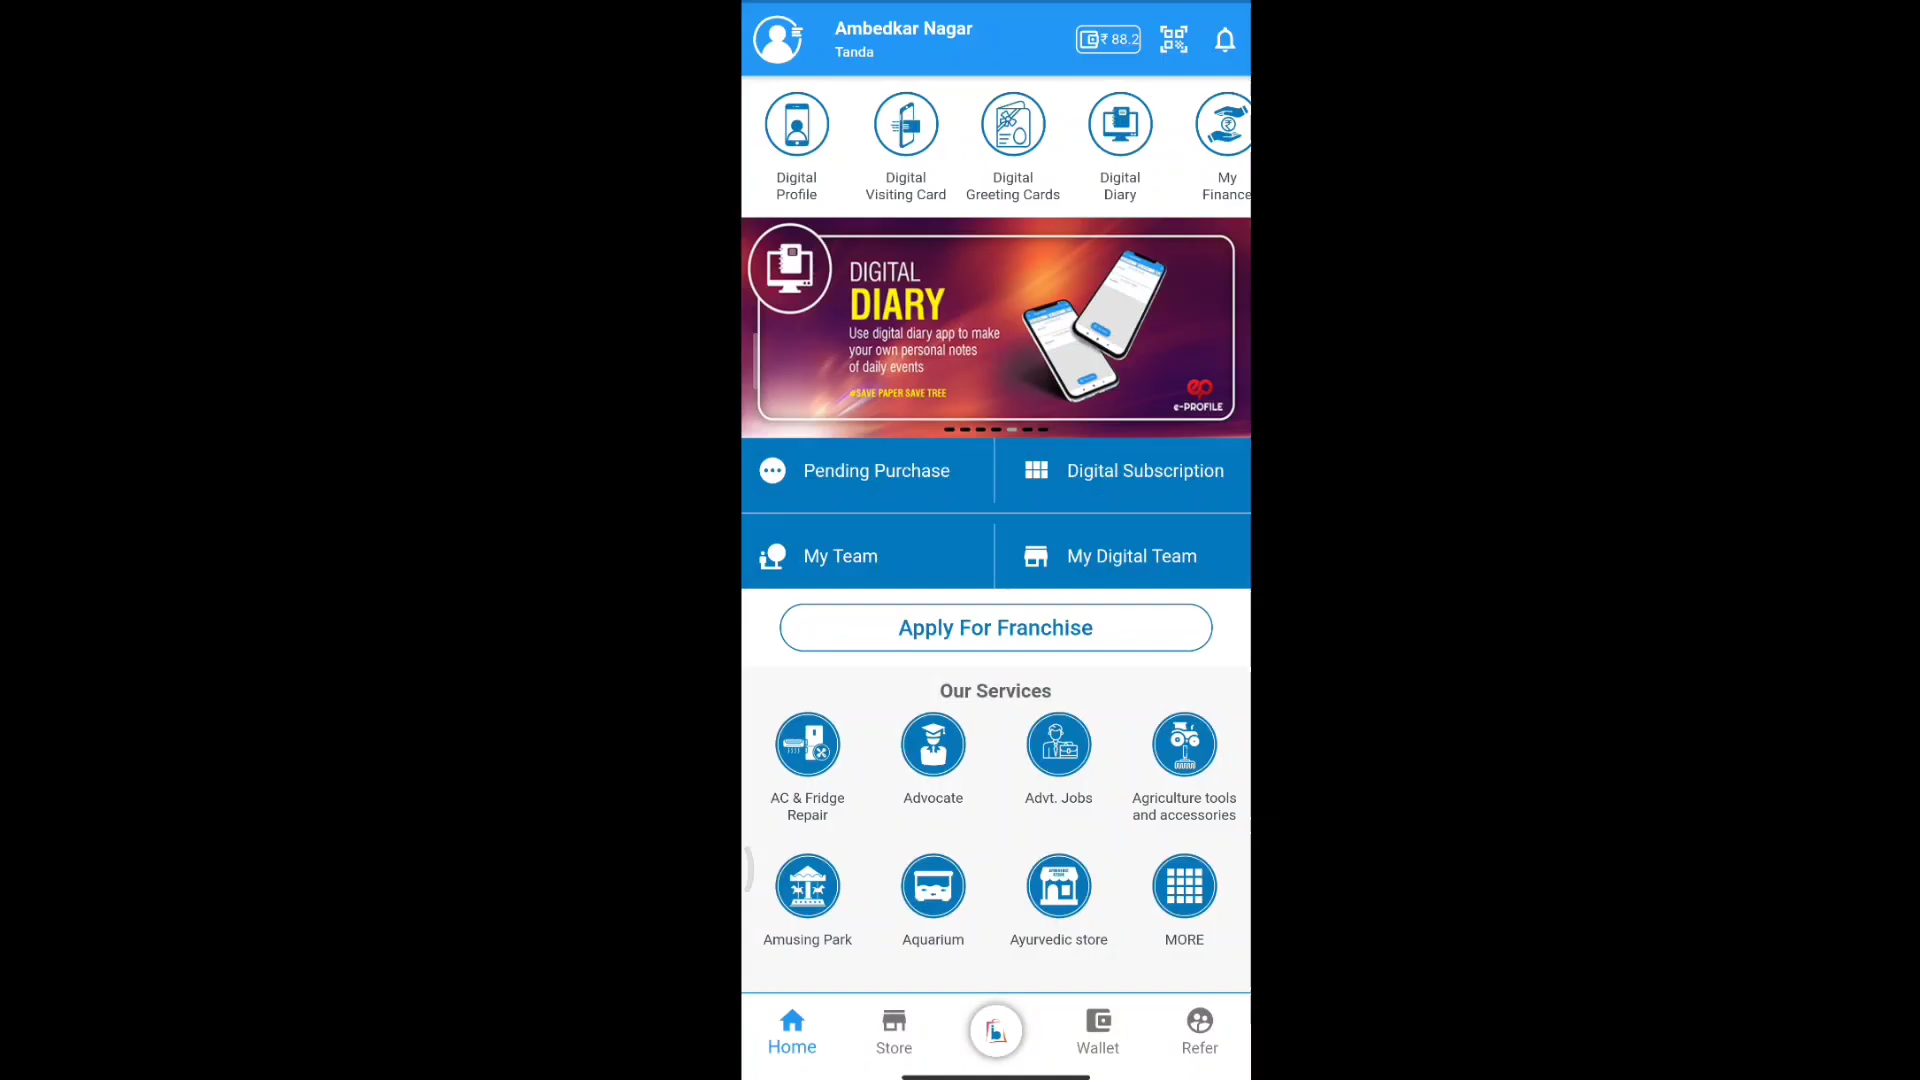 Ambedkar Nagar
Tanda
₹ 88.2
Digital
Profile
Digital
Visiting Card
Digital
Greeting Cards
Digital
Diary
My
Finance
DIGITAL
DIARY
Use digital diary app to make
your own personal notes
of daily events
#SAVE PAPER SAVE TREE
ep
e-PROFILE
Pending Purchase
Digital Subscription
My Team
My Digital Team
Apply For Franchise
Our Services
AC & Fridge
Repair
Advocate
Advt. Jobs
Agriculture tools
and accessories
Amusing Park
Aquarium
Ayurvedic store
MORE
Home
Store
b
Wallet
Refer